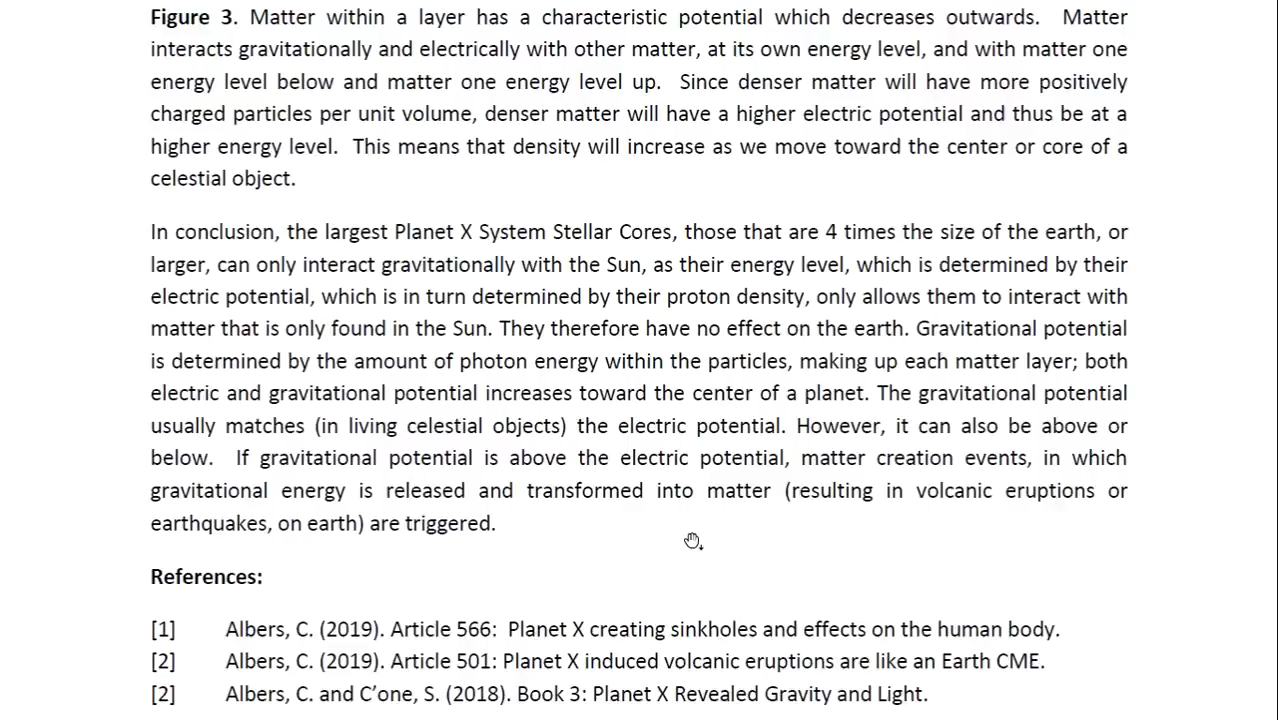 Figure 3. Matter within a layer has a characteristic potential which decreases outwards. Matter
interacts gravitationally and electrically with other matter, at its own energy level, and with matter one
energy level below and matter one energy level up. Since denser matter will have more positively
charged particles per unit volume, denser matter will have a higher electric potential and thus be at a
higher energy level. This means that density will increase as we move toward the center or core of a
celestial object.
In conclusion, the largest Planet X System Stellar Cores, those that are 4 times the size of the earth, or
larger, can only interact gravitationally with the Sun, as their energy level, which is determined by their
electric potential, which is in turn determined by their proton density, only allows them to interact with
matter that is only found in the Sun. They therefore have no effect on the earth. Gravitational potential
is determined by the amount of photon energy within the particles, making up each matter layer; both
electric and gravitational potential increases toward the center of a planet. The gravitational potential
usually matches (in living celestial objects) the electric potential. However, it can also be above or
below. If gravitational potential is above the electric potential, matter creation events, in which
gravitational energy is released and transformed into matter (resulting in volcanic eruptions or
earthquakes, on earth) are triggered.
References:
[1] Albers, C. (2019). Article 566: Planet X creating sinkholes and effects on the human body.
[2] Albers, C. (2019). Article 501: Planet X induced volcanic eruptions are like an Earth CME.
[2] Albers, C. and C'one, S. (2018). Book 3: Planet X Revealed Gravity and Light.